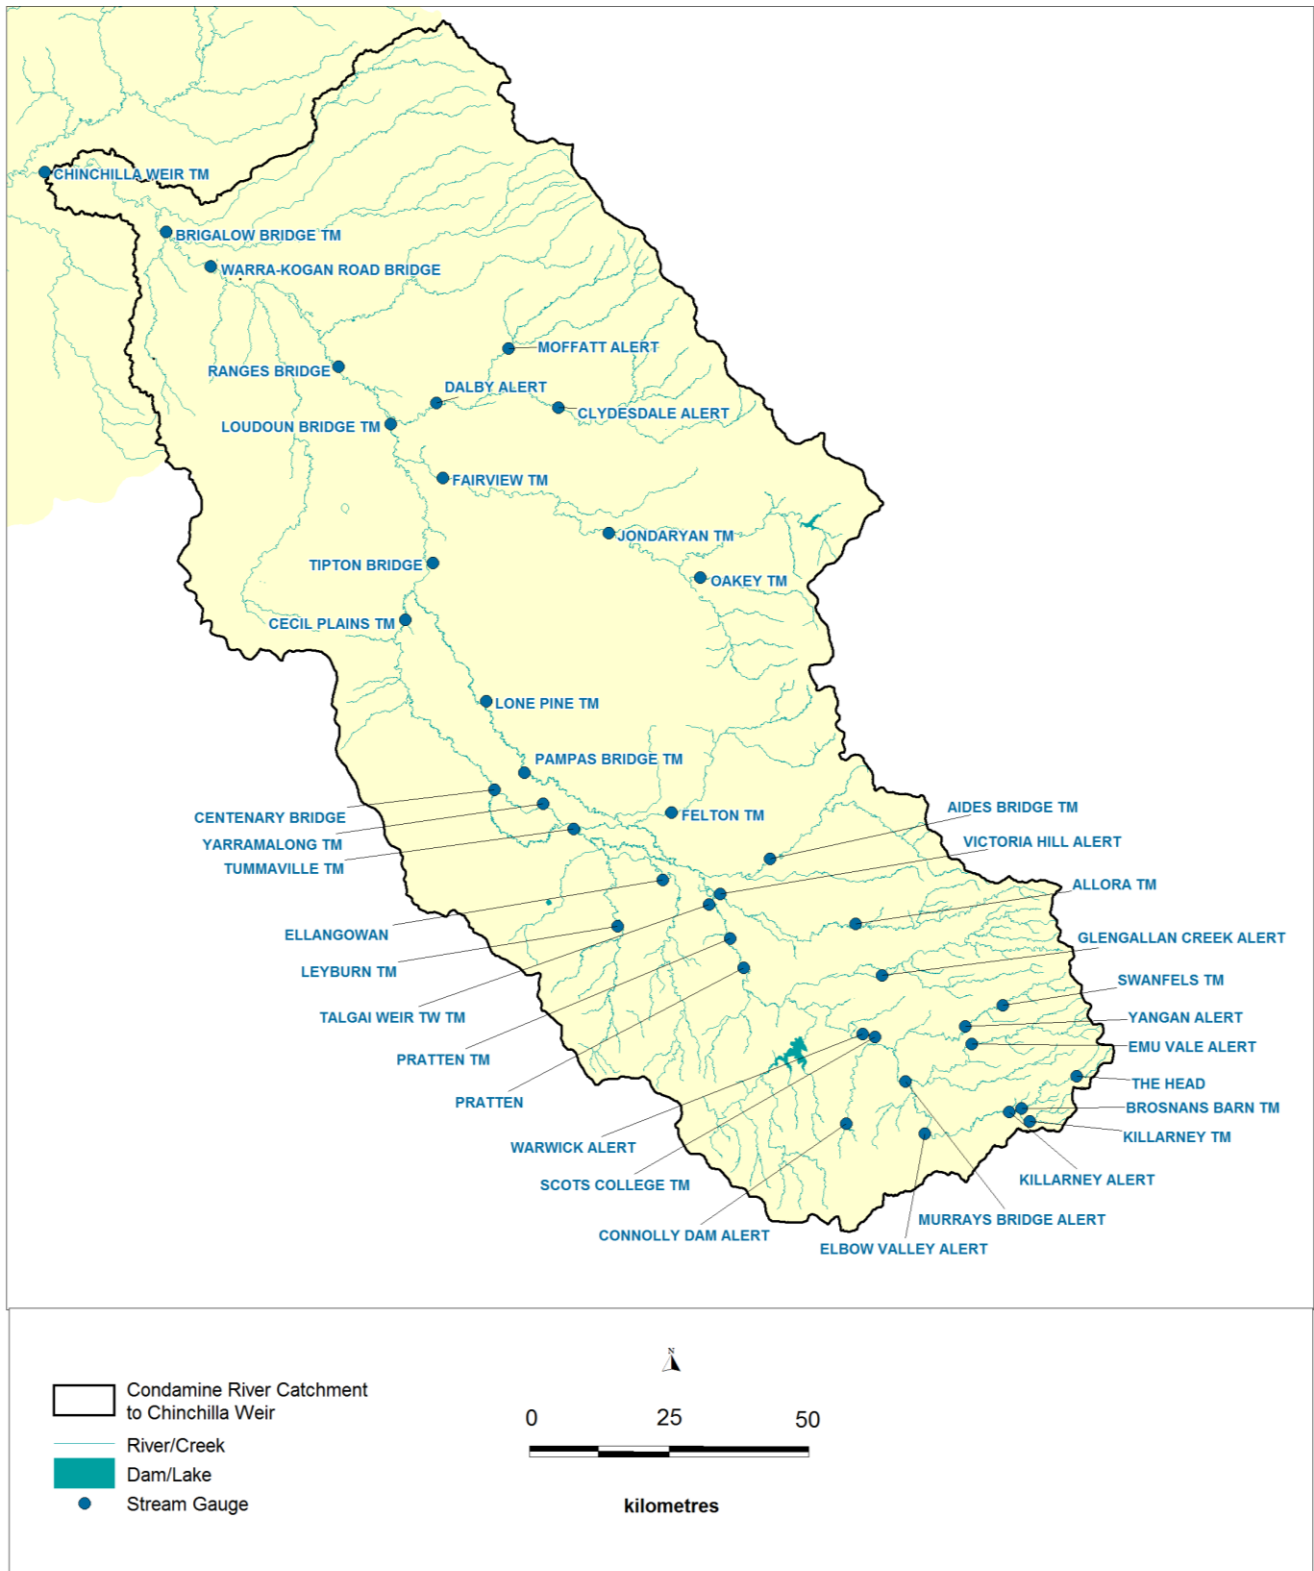 CHINCHILLA WEIR TM
BRIGALOW BRIDGE TM
WARRA-KOGAN ROAD BRIDGE
MOFFATT ALERT
RANGES BRIDGE
DALBY ALERT
CLYDESDALE ALERT
LOUDOUN BRIDGE TM
FAIRVIEW TM
JONDARYAN TM
TIPTON BRIDGE
OAKEY TM
CECIL PLAINS TM
LONE PINE TM
PAMPAS BRIDGE TM
CENTENARY BRIDGE
FELTON TM
AIDES BRIDGE TM
YARRAMALONG TM
VICTORIA HILL ALERT
TUMMAVILLE TM
ALLORA TM
ELLANGOWAN
GLENGALLAN CREEK ALERT
LEYBURN TM
SWANFELS TM
TALGAI WEIR TW TM
YANGAN ALERT
EMU VALE ALERT
PRATTEN TM
THE HEAD
PRATTEN
BROSNANS BARN TM
KILLARNEY TM
WARWICK ALERT
KILLARNEY ALERT
SCOTS COLLEGE TM
MURRAYS BRIDGE ALERT
CONNOLLY DAM ALERT
ELBOW VALLEY ALERT
N
Condamine River Catchment
to Chinchilla Weir
River/Creek
Dam/Lake
Stream Gauge
0 25 50
kilometres